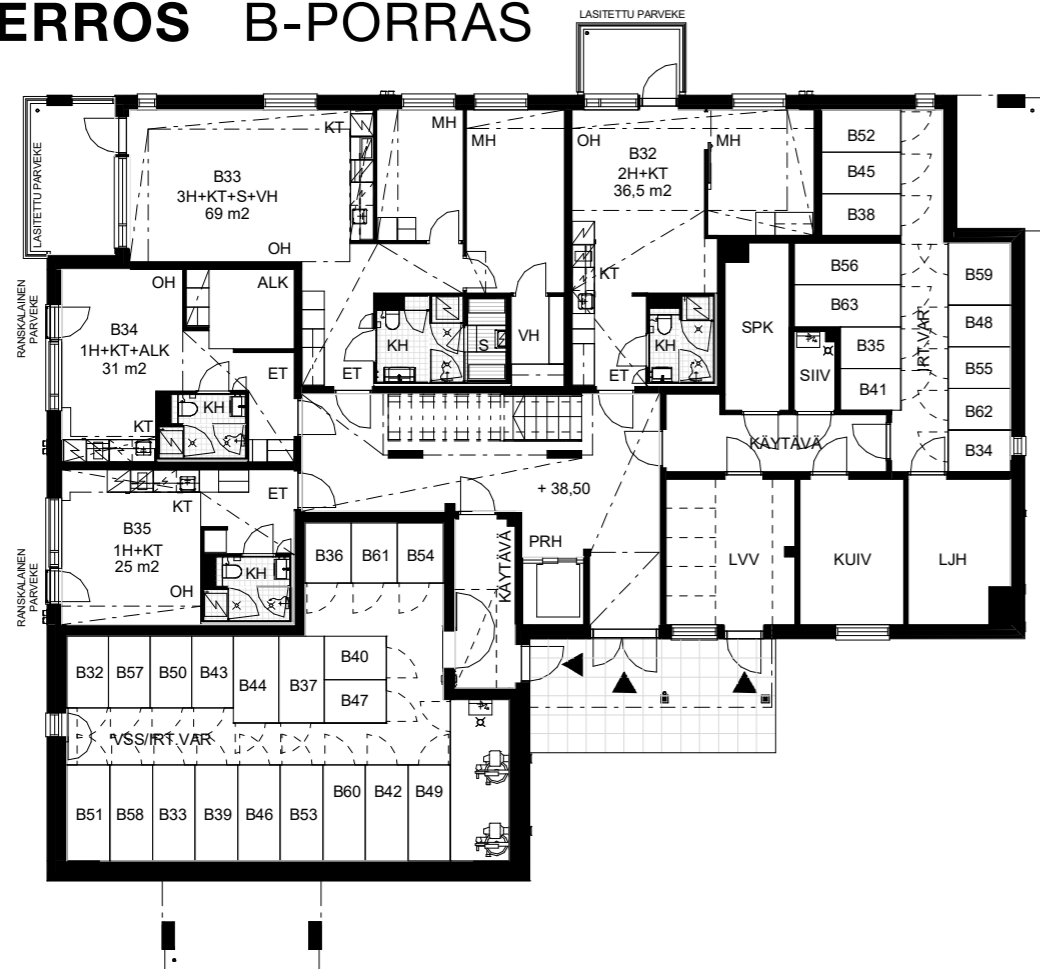 ERROS B-PORRAS
LASITETTU PARVEKE
LASITETTU PARVEKE
KT
MH
MH
OH
B32
2H+KT
36,5 m2
MH
B52
B45
B38
B33
3H+KT+S+VH
69 m2
OH
KT
RANSKALAINEN
PARVEKE
OH
ALK
B34
1H+KT+ALK
31 m2
KH
ET
S
VH
KH
ET
SPK
B56
B63
SIIV
B35
B41
IRT.VAR
B59
B48
B55
B62
B34
ET
KH
KT
KÄYTÄVÄ
+ 38,50
ET
KT
B35
1H+KT
25 m2
OH
KH
RANSKALAINEN
PARVEKE
B36
B61
B54
KÄYTÄVÄ
PRH
LVV
KUIV
LJH
B32
B57
B50
B43
B44
B37
B40
B47
VSS/IRT.VAR
B51
B58
B33
B39
B46
B53
B60
B42
B49